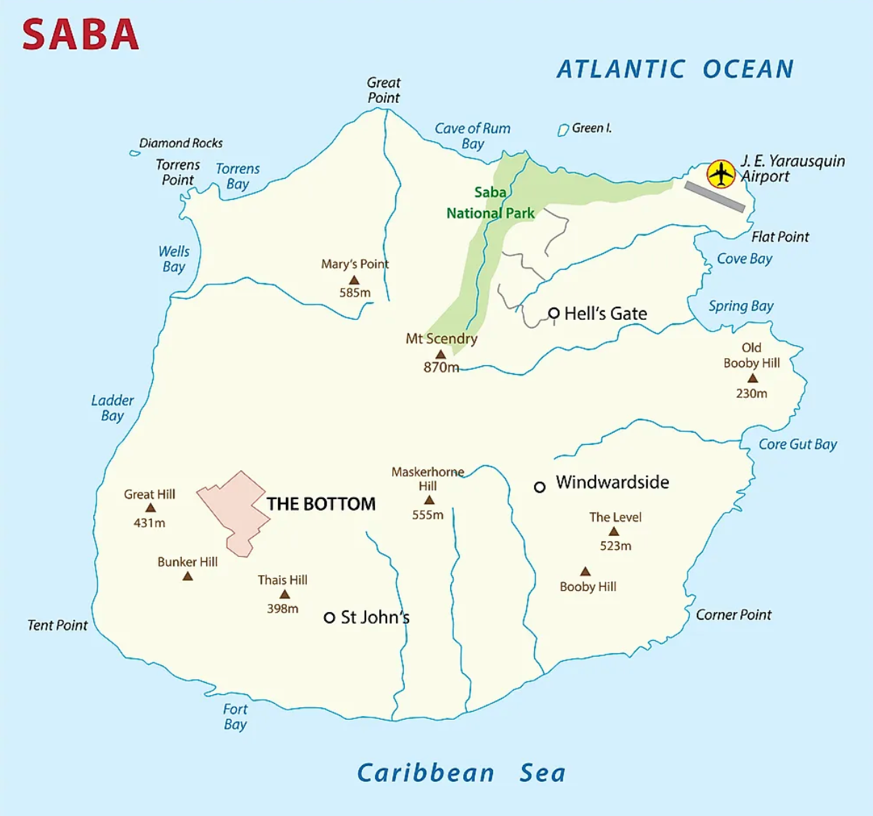 SABA
ATLANTIC OCEAN
Great
Point
Cave of Rum
Bay
Green I.
Diamond Rocks
Torrens
Point
Torrens
Bay
J. E. Yarausquin
Airport
Saba
National Park
Flat Point
Wells
Bay
Cove Bay
Mary's Point
585m
Spring Bay
Hell's Gate
Mt Scendry
870m
Old
Booby Hill
230m
Ladder
Bay
Core Gut Bay
Maskerhorne
Hill
555m
Windwardside
Great Hill
431m
THE BOTTOM
The Level
523m
Bunker Hill
Thais Hill
398m
Booby Hill
St John's
Corner Point
Tent Point
Fort
Bay
Caribbean Sea